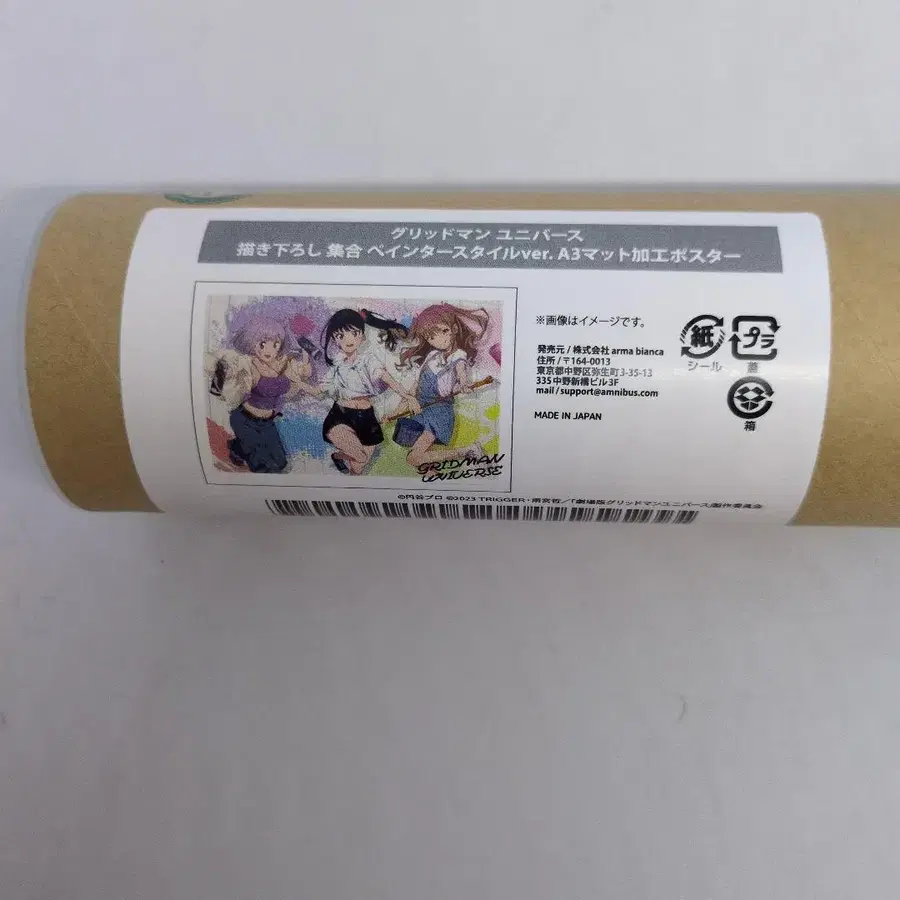 グリッドマン ユニバース
描き下ろし 集合 ペインタースタイルver. A3マット加工ポスター
※画像はイメージです。
発売元 / 株式会社 arma bianca
住所 / 〒164-0013
東京都中野区弥生町3-35-13
335 中野新橋ビル 3F
mail / support@amnibus.com
MADE IN JAPAN
紙
シール
プラ
蓋
箱
GRIDMAN
UNIVERSE
©円谷プロ ©2023 TRIGGER・雨宮哲／「劇場版グリッドマンユニバース」製作委員会